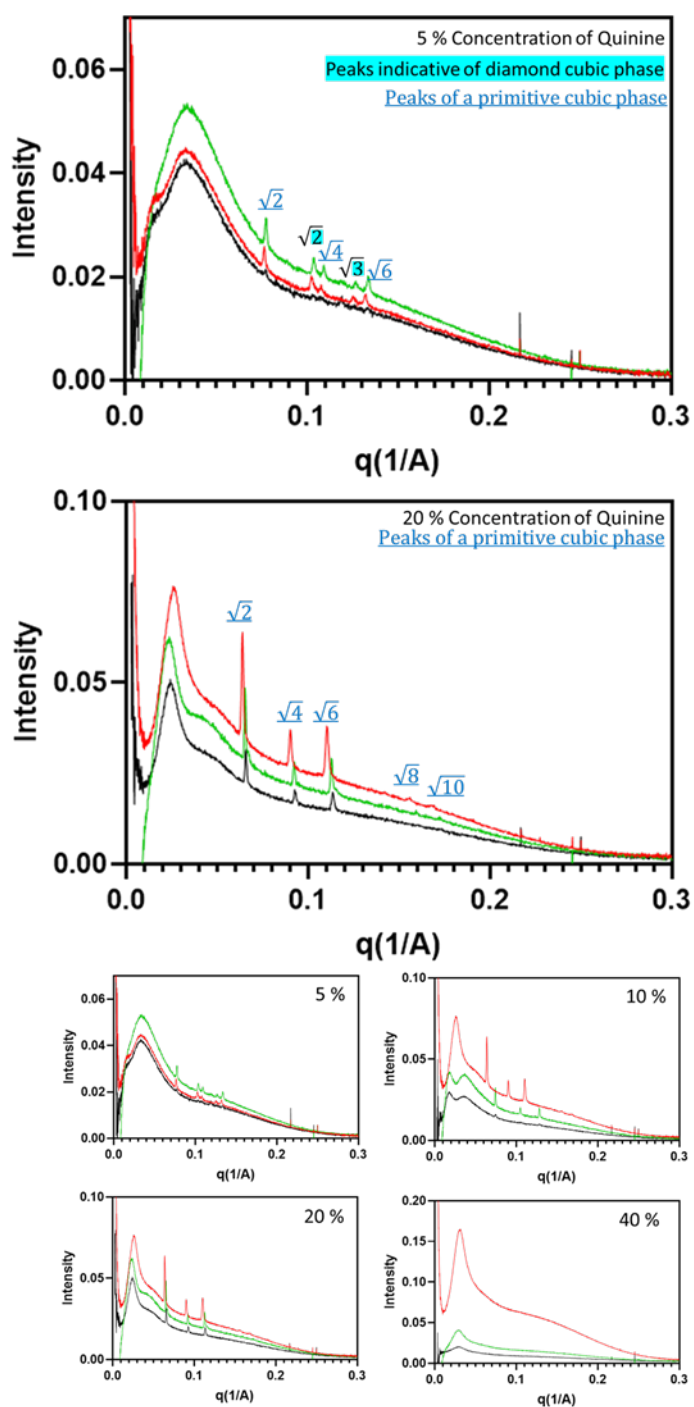 5 % Concentration of Quinine
Peaks indicative of diamond cubic phase
Peaks of a primitive cubic phase
Intensity
0.06
0.04
0.02
0.00
√2
√2
√4
√3
√6
0.0 0.1 0.2 0.3
q(1/A)
20 % Concentration of Quinine
Peaks of a primitive cubic phase
Intensity
0.10
0.05
0.00
√2
√4
√6
√8
√10
0.0 0.1 0.2 0.3
q(1/A)
5 %
Intensity
0.06
0.04
0.02
0.00
0.0 0.1 0.2 0.3
q(1/A)
10 %
Intensity
0.10
0.05
0.00
0.0 0.1 0.2 0.3
q(1/A)
20 %
Intensity
0.10
0.05
0.00
0.0 0.1 0.2 0.3
q(1/A)
40 %
Intensity
0.20
0.15
0.10
0.05
0.00
0.0 0.1 0.2 0.3
q(1/A)